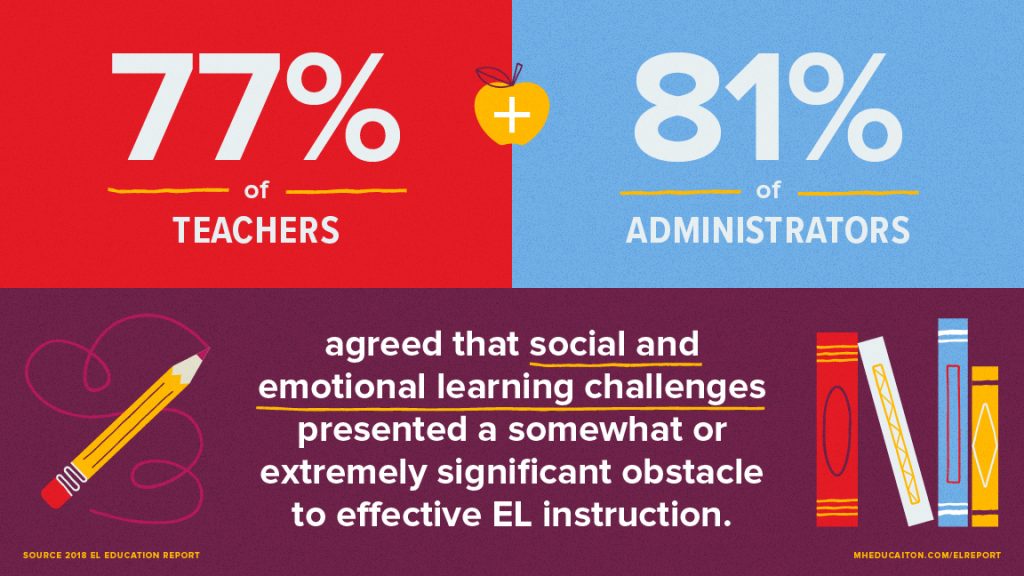 77%
of
TEACHERS
+
81%
of
ADMINISTRATORS
agreed that social and
emotional learning challenges
presented a somewhat or
extremely significant obstacle
to effective EL instruction.
SOURCE 2018 EL EDUCATION REPORT
MHEDUCAITON.COM/ELREPORT